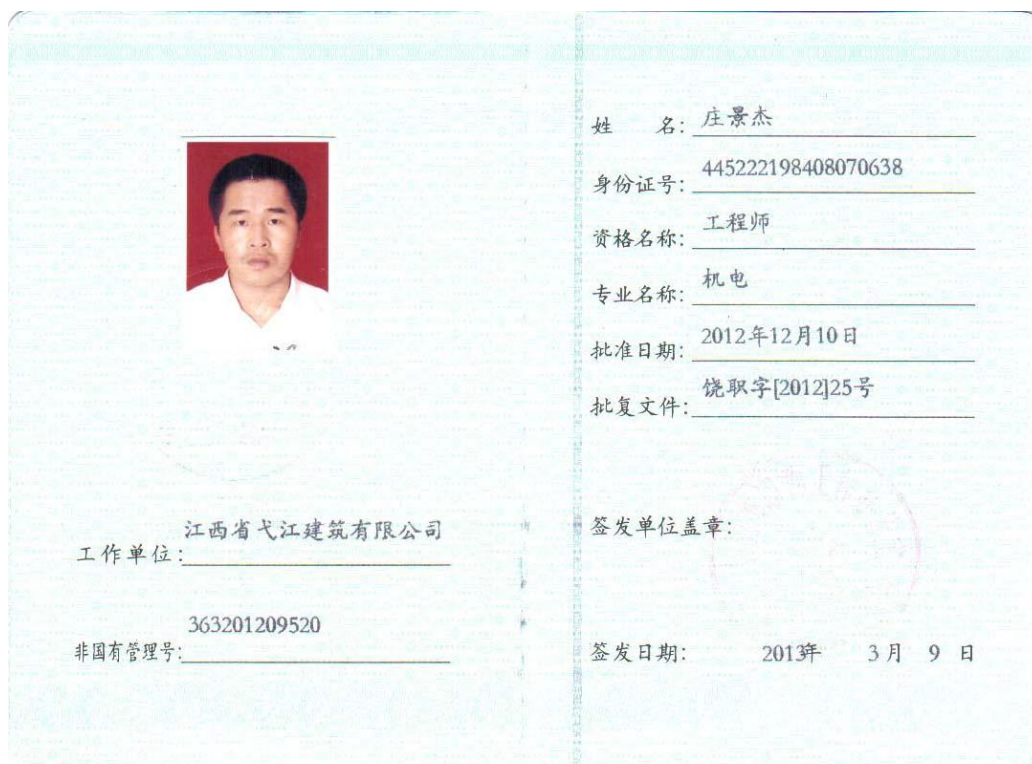 江西省弋江建筑有限公司
工作单位:
363201209520
非国有管理号:
姓 名: 庄景杰
身份证号: 445222198408070638
资格名称: 工程师
专业名称: 机电
批准日期: 2012年12月10日
批复文件: 饶职字[2012]25号
签发单位盖章:
签发日期: 2013年 3月 9 日